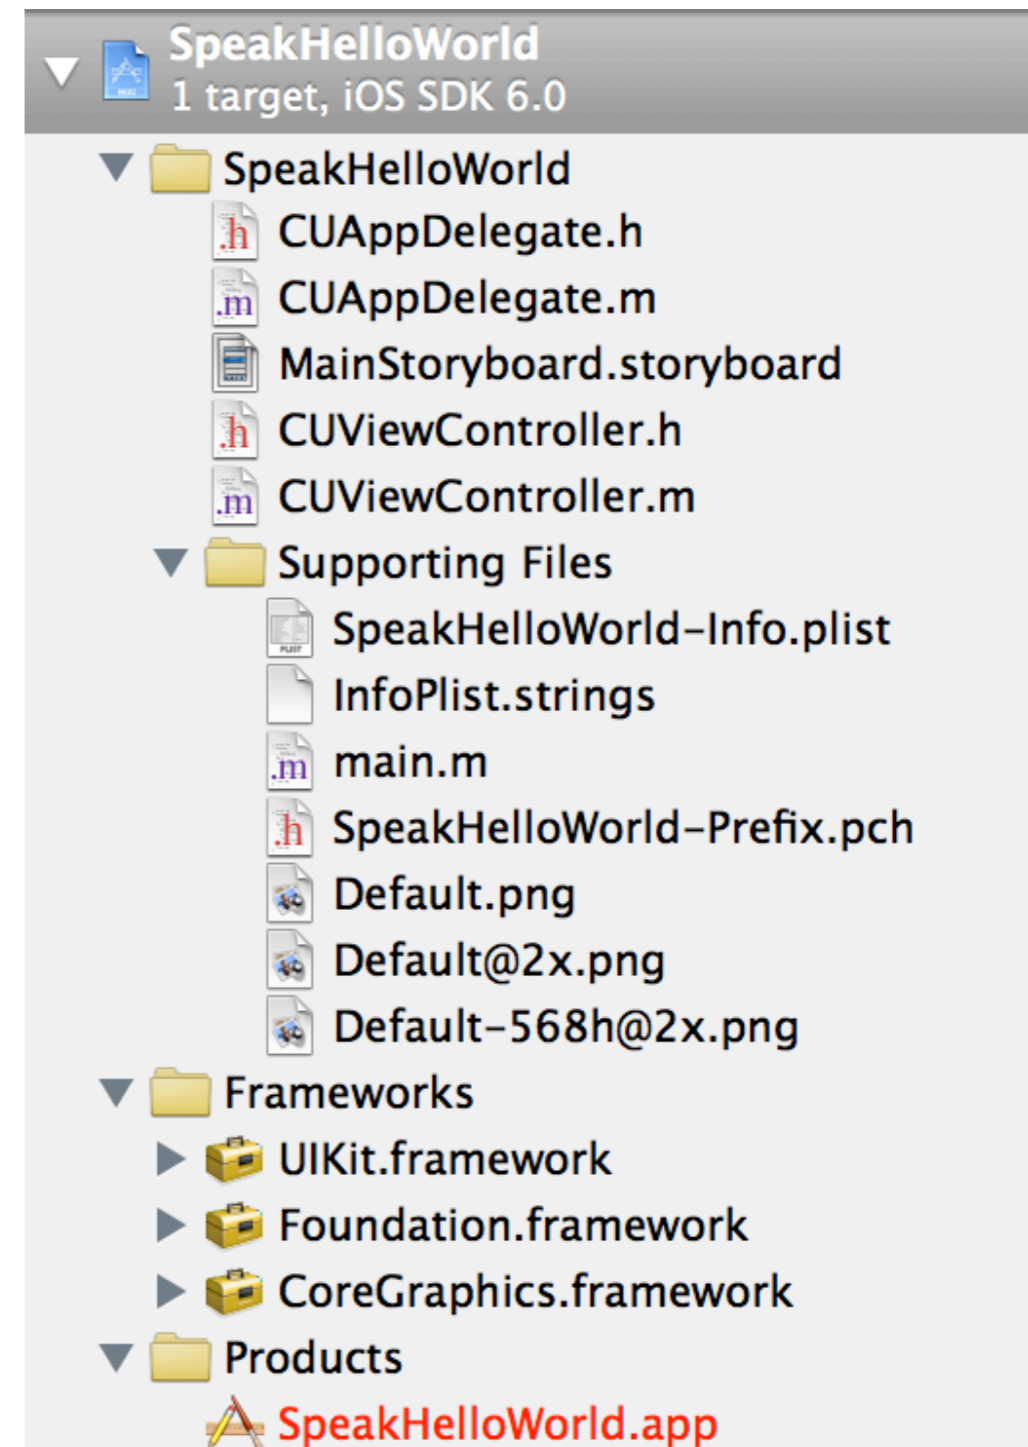 SpeakHelloWorld
1 target, iOS SDK 6.0
SpeakHelloWorld
CUAppDelegate.h
CUAppDelegate.m
MainStoryboard.storyboard
CUViewController.h
CUViewController.m
Supporting Files
SpeakHelloWorld-Info.plist
InfoPlist.strings
main.m
SpeakHelloWorld-Prefix.pch
Default.png
Default@2x.png
Default-568h@2x.png
Frameworks
UIKit.framework
Foundation.framework
CoreGraphics.framework
Products
SpeakHelloWorld.app